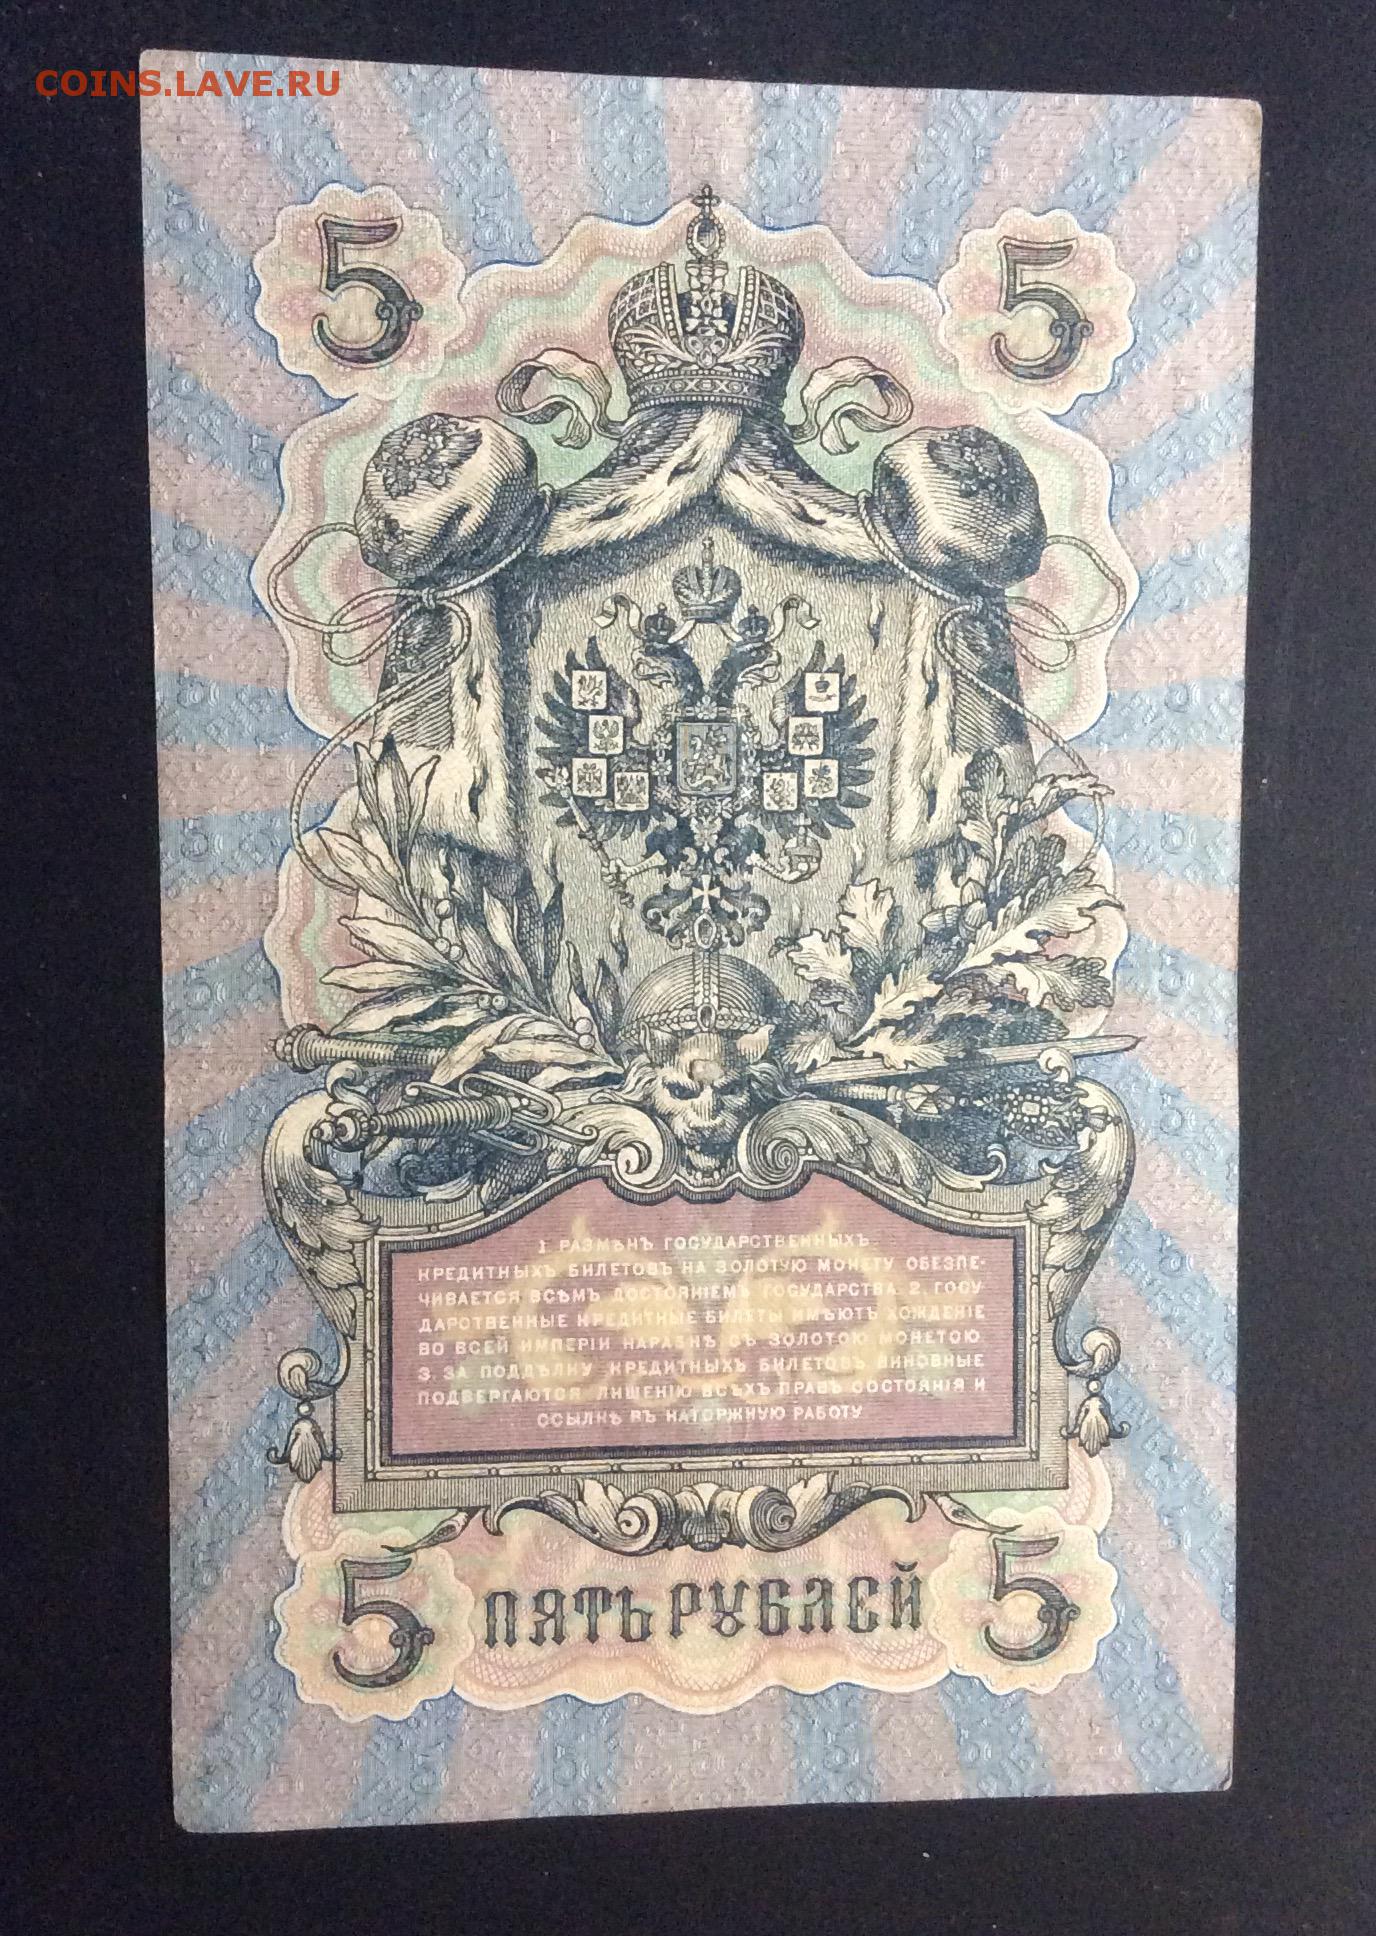 COINS.LAVE.RU
5 5
1. РАЗМѢНЪ ГОСУДАРСТВЕННЫХЪ
КРЕДИТНЫХЪ БИЛЕТОВЪ НА ЗОЛОТУЮ МОНЕТУ ОБЕЗПЕ-
ЧИВАЕТСЯ ВСѢМЪ ДОСТОЯНІЕМЪ ГОСУДАРСТВА. 2. ГОСУ-
ДАРСТВЕННЫЕ КРЕДИТНЫЕ БИЛЕТЫ ИМѢЮТЪ ХОЖДЕНІЕ
ВО ВСЕЙ ИМПЕРІИ НАРАВНѢ СЪ ЗОЛОТОЮ МОНЕТОЮ.
3. ЗА ПОДДѢЛКУ КРЕДИТНЫХЪ БИЛЕТОВЪ ВИНОВНЫЕ
ПОДВЕРГАЮТСЯ ЛИШЕНІЮ ВСѢХЪ ПРАВЪ СОСТОЯНІЯ И
ССЫЛКѢ ВЪ КАТОРЖНУЮ РАБОТУ
5 ПЯТЬ РУБЛЕЙ 5